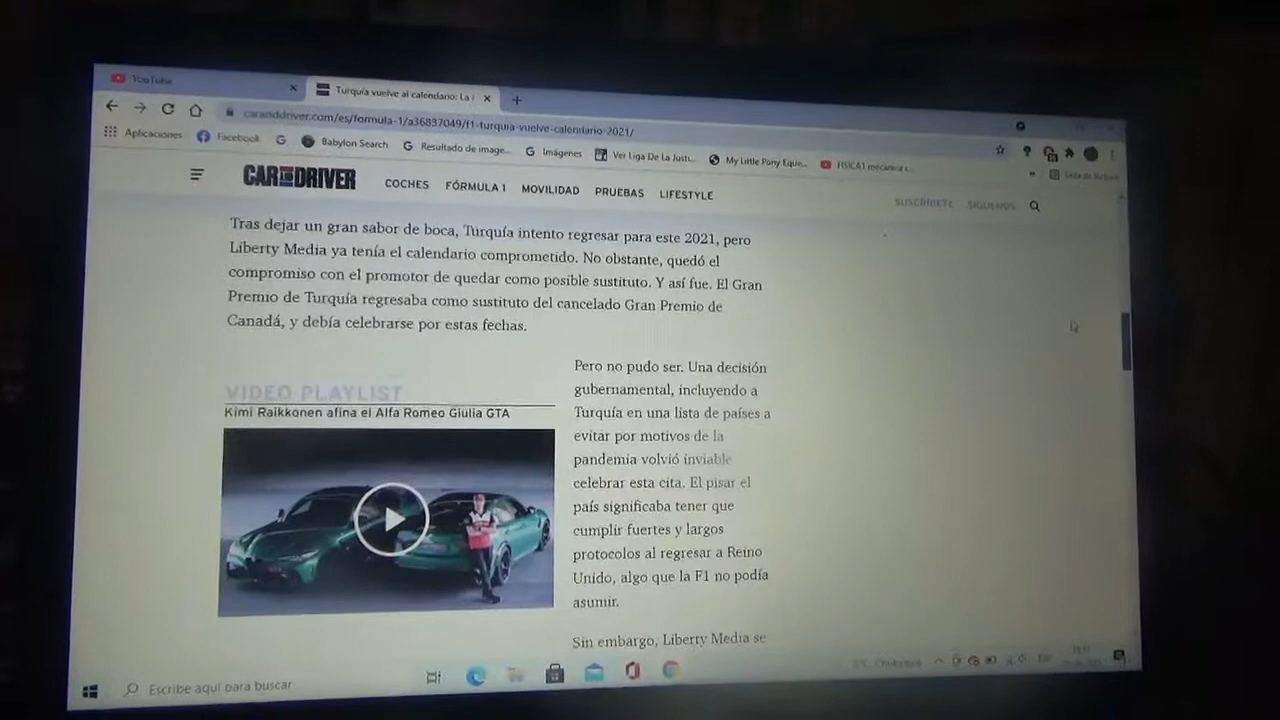 YouTube
Turquía vuelve al calendario: La
caranddriver.com/es/formula-1/a36837049/f1-turquia-vuelve-calendario-2021/
Aplicaciones Facebook Babylon Search Resultado de image... Imágenes Ver Liga De La Justi... My Little Pony Eque... FISICA1 mecanica c...
CAR AND DRIVER COCHES FÓRMULA 1 MOVILIDAD PRUEBAS LIFESTYLE SUSCRÍBETE SÍGUENOS
Tras dejar un gran sabor de boca, Turquía intento regresar para este 2021, pero
Liberty Media ya tenía el calendario comprometido. No obstante, quedó el
compromiso con el promotor de quedar como posible sustituto. Y así fue. El Gran
Premio de Turquía regresaba como sustituto del cancelado Gran Premio de
Canadá, y debía celebrarse por estas fechas.
VIDEO PLAYLIST
Kimi Raikkonen afina el Alfa Romeo Giulia GTA
Pero no pudo ser. Una decisión
gubernamental, incluyendo a
Turquía en una lista de países a
evitar por motivos de la
pandemia volvió inviable
celebrar esta cita. El pisar el
país significaba tener que
cumplir fuertes y largos
protocolos al regresar a Reino
Unido, algo que la F1 no podía
asumir.
Sin embargo, Liberty Media se
Escribe aquí para buscar